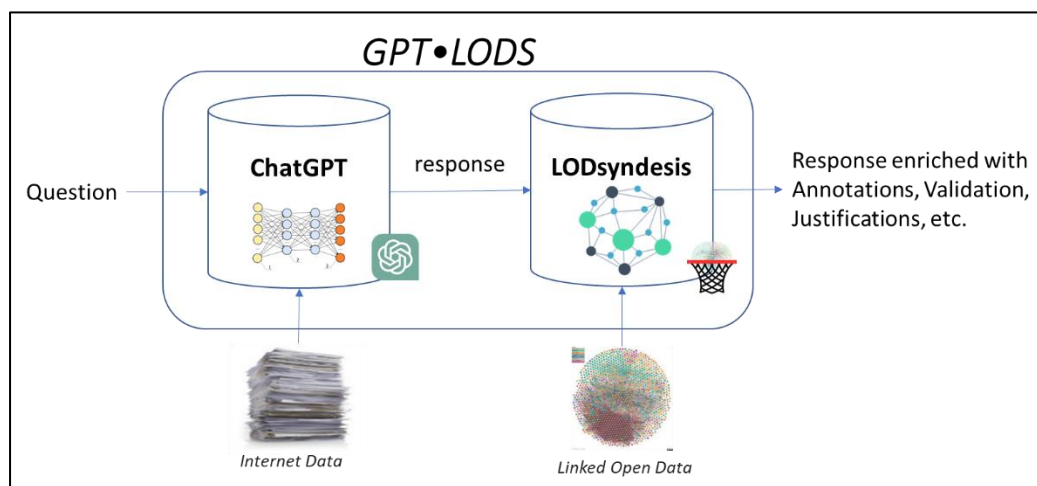 GPT•LODS
ChatGPT
response
LODsyndesis
Question
Response enriched with
Annotations, Validation,
Justifications, etc.
Internet Data
Linked Open Data